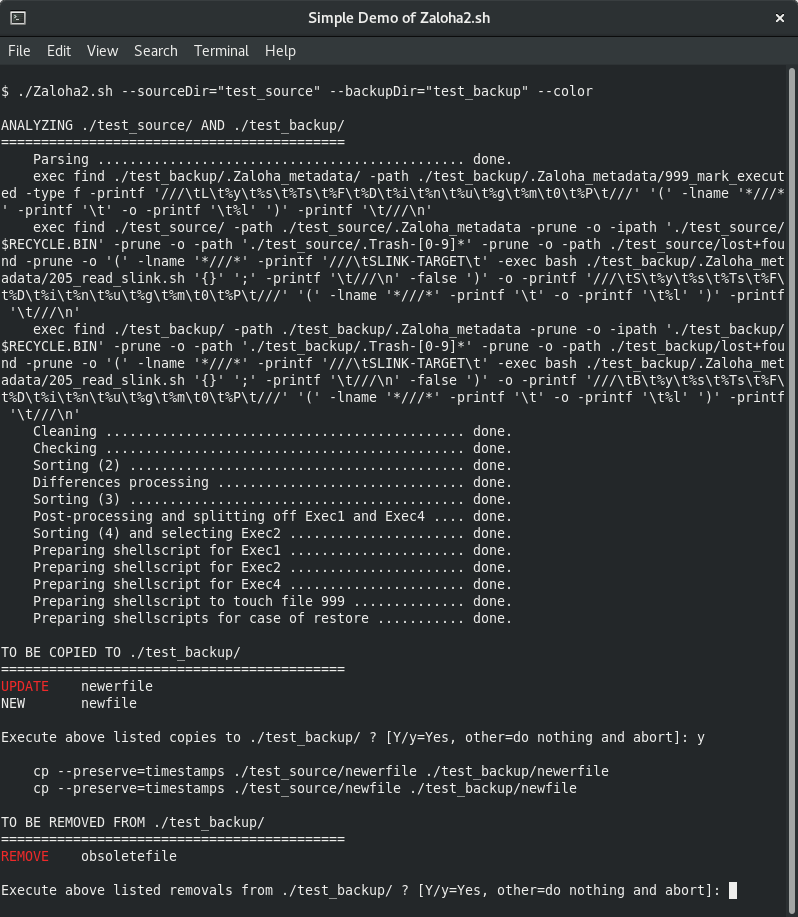 Simple Demo of Zaloha2.sh
File Edit View Search Terminal Help
$ ./Zaloha2.sh --sourceDir="test_source" --backupDir="test_backup" --color
ANALYZING ./test_source/ AND ./test_backup/
===========================================
    Parsing .............................................. done.
    exec find ./test_backup/.Zaloha_metadata/ -path ./test_backup/.Zaloha_metadata/999_mark_execut
ed -type f -printf '///\tL\t%y\t%s\t%Ts\t%F\t%D\t%i\t%n\t%u\t%g\t%m\t0\t%P\t///' '(' -lname '*///*
' -printf '\t' -o -printf '\t%l' ')' -printf '\t///\n'
    exec find ./test_source/ -path ./test_source/.Zaloha_metadata -prune -o -ipath './test_source/
$RECYCLE.BIN' -prune -o -path './test_source/.Trash-[0-9]*' -prune -o -path ./test_source/lost+fou
nd -prune -o '(' -lname '*///*' -printf '///\tSLINK-TARGET\t' -exec bash ./test_backup/.Zaloha_met
adata/205_read_slink.sh '{}' ';' -printf '\t///\n' -false ')' -o -printf '///\tS\t%y\t%s\t%Ts\t%F\
t%D\t%i\t%n\t%u\t%g\t%m\t0\t%P\t///' '(' -lname '*///*' -printf '\t' -o -printf '\t%l' ')' -printf
 '\t///\n'
    exec find ./test_backup/ -path ./test_backup/.Zaloha_metadata -prune -o -ipath './test_backup/
$RECYCLE.BIN' -prune -o -path './test_backup/.Trash-[0-9]*' -prune -o -path ./test_backup/lost+fou
nd -prune -o '(' -lname '*///*' -printf '///\tSLINK-TARGET\t' -exec bash ./test_backup/.Zaloha_met
adata/205_read_slink.sh '{}' ';' -printf '\t///\n' -false ')' -o -printf '///\tB\t%y\t%s\t%Ts\t%F\
t%D\t%i\t%n\t%u\t%g\t%m\t0\t%P\t///' '(' -lname '*///*' -printf '\t' -o -printf '\t%l' ')' -printf
 '\t///\n'
    Cleaning ............................................. done.
    Checking ............................................. done.
    Sorting (2) .......................................... done.
    Differences processing ............................... done.
    Sorting (3) .......................................... done.
    Post-processing and splitting off Exec1 and Exec4 .... done.
    Sorting (4) and selecting Exec2 ...................... done.
    Preparing shellscript for Exec1 ...................... done.
    Preparing shellscript for Exec2 ...................... done.
    Preparing shellscript for Exec4 ...................... done.
    Preparing shellscript to touch file 999 .............. done.
    Preparing shellscripts for case of restore ........... done.
TO BE COPIED TO ./test_backup/
===========================================
UPDATE    newerfile
NEW       newfile
Execute above listed copies to ./test_backup/ ? [Y/y=Yes, other=do nothing and abort]: y
    cp --preserve=timestamps ./test_source/newerfile ./test_backup/newerfile
    cp --preserve=timestamps ./test_source/newfile ./test_backup/newfile
TO BE REMOVED FROM ./test_backup/
===========================================
REMOVE    obsoletefile
Execute above listed removals from ./test_backup/ ? [Y/y=Yes, other=do nothing and abort]: